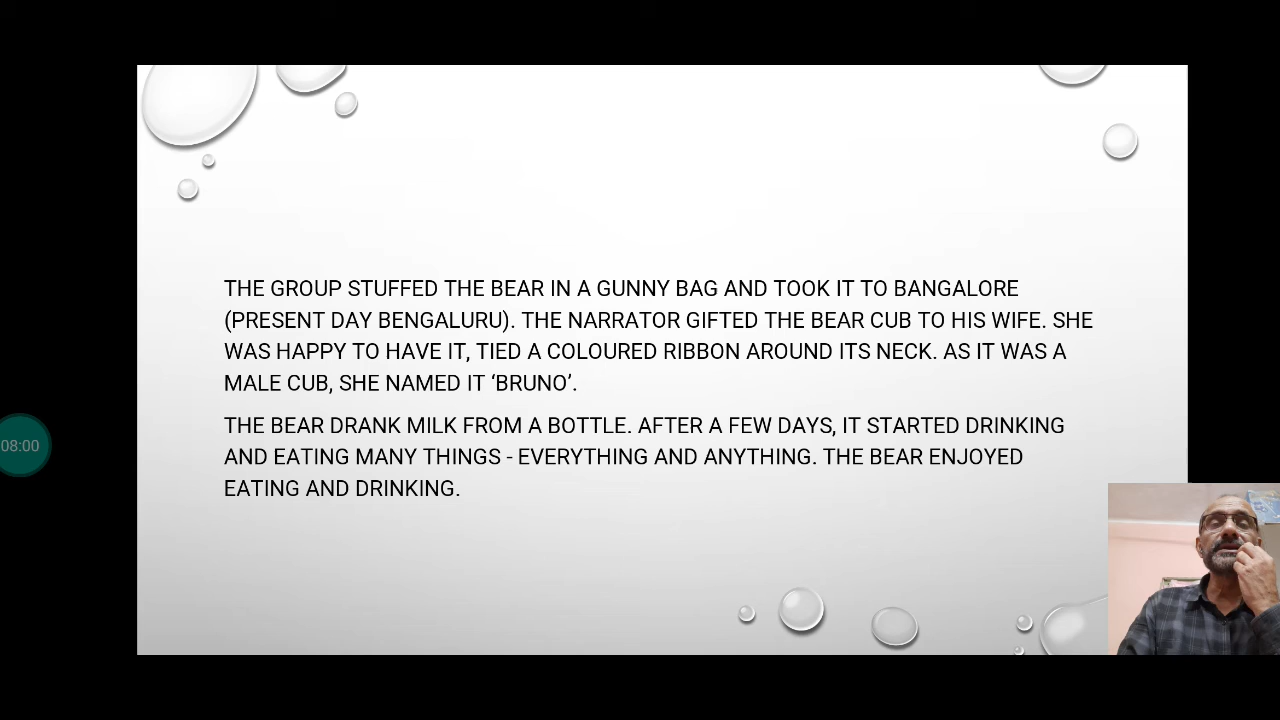 THE GROUP STUFFED THE BEAR IN A GUNNY BAG AND TOOK IT TO BANGALORE
(PRESENT DAY BENGALURU). THE NARRATOR GIFTED THE BEAR CUB TO HIS WIFE. SHE
WAS HAPPY TO HAVE IT, TIED A COLOURED RIBBON AROUND ITS NECK. AS IT WAS A
MALE CUB, SHE NAMED IT ‘BRUNO’.
THE BEAR DRANK MILK FROM A BOTTLE. AFTER A FEW DAYS, IT STARTED DRINKING
AND EATING MANY THINGS - EVERYTHING AND ANYTHING. THE BEAR ENJOYED
EATING AND DRINKING.
08:00